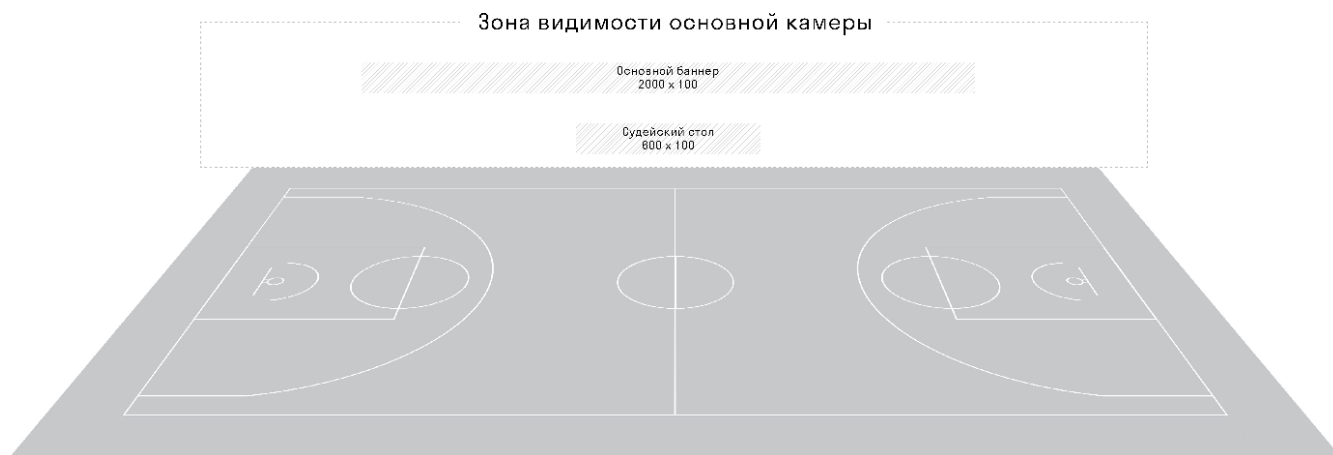 Зона видимости основной камеры
Основной баннер
2000 x 100
Судейский стол
600 x 100